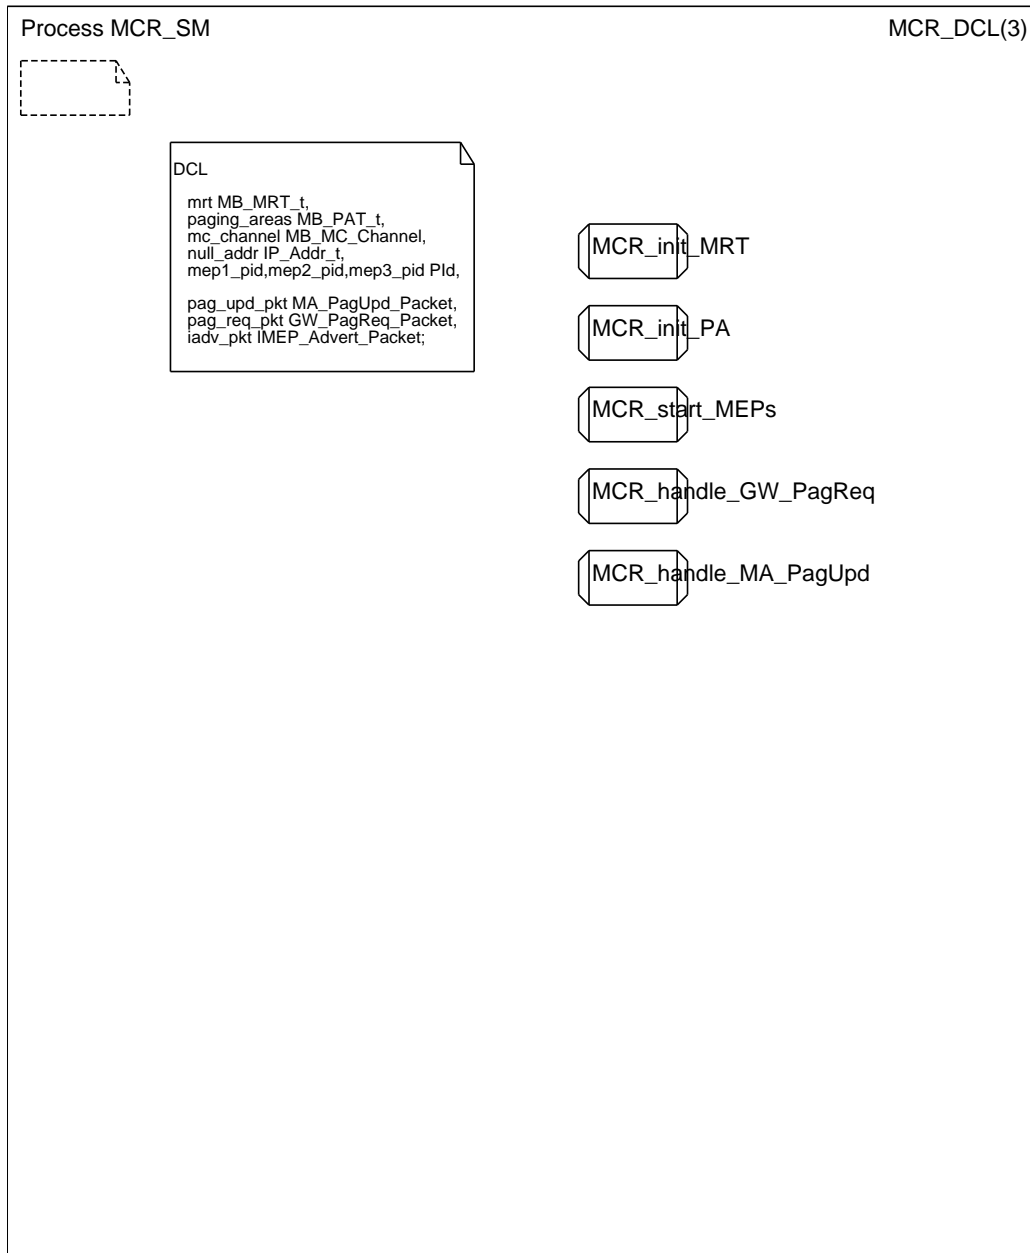 Process MCR_SM
MCR_DCL(3)
DCL
mrt MB_MRT_t,
paging_areas MB_PAT_t,
mc_channel MB_MC_Channel,
null_addr IP_Addr_t,
mep1_pid,mep2_pid,mep3_pid PId,
pag_upd_pkt MA_PagUpd_Packet,
pag_req_pkt GW_PagReq_Packet,
iadv_pkt IMEP_Advert_Packet;
MCR_init_MRT
MCR_init_PA
MCR_start_MEPs
MCR_handle_GW_PagReq
MCR_handle_MA_PagUpd